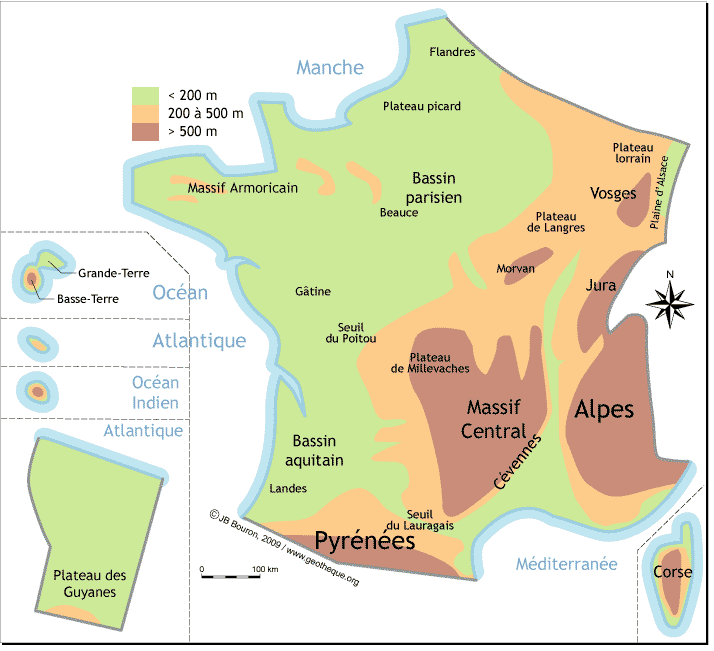 Flandres
Manche
< 200 m
200 à 500 m
> 500 m
Plateau picard
Plateau
lorrain
Plaine d'Alsace
Vosges
Massif Armoricain
Bassin
parisien
Beauce
Plateau
de Langres
Morvan
Jura
N
Grande-Terre
Basse-Terre
Océan
Atlantique
Océan
Indien
Atlantique
Gâtine
Seuil
du Poitou
Plateau
de Millevaches
Massif
Central
Alpes
Cévennes
Bassin
aquitain
Landes
Seuil
du Lauragais
Pyrénées
© JB Bouron, 2009 / www.geotheque.org
0 100 km
Méditerranée
Corse
Plateau des
Guyanes